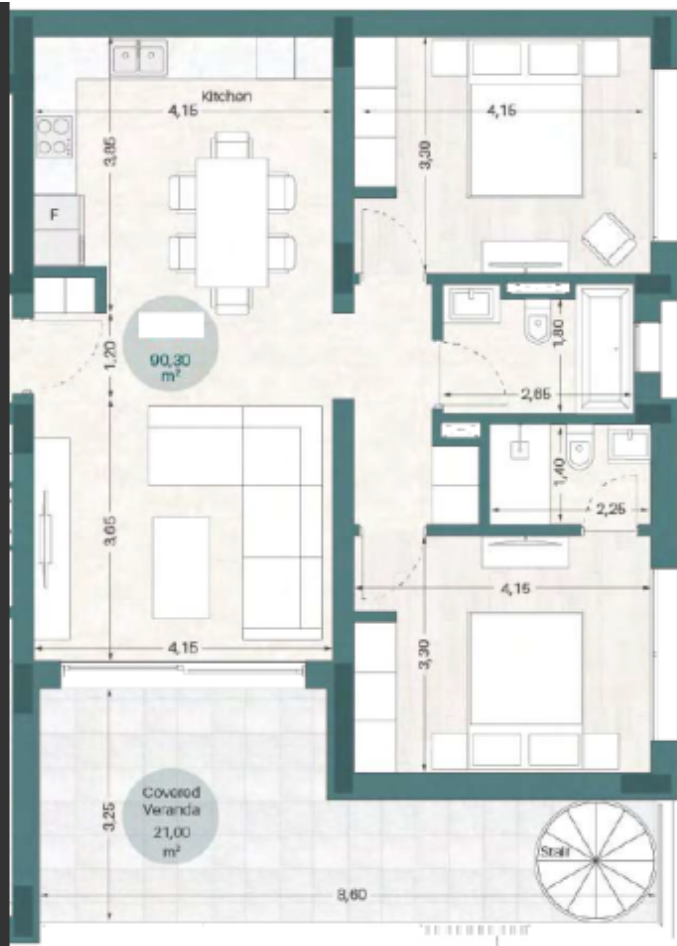 Kitchen
4,15
4,15
3,85
3,30
F
1,20
90,30
m²
1,80
2,65
1,40
2,25
3,65
4,15
4,15
3,30
Covered
Veranda
21,00
m²
3,25
Stair
8,60